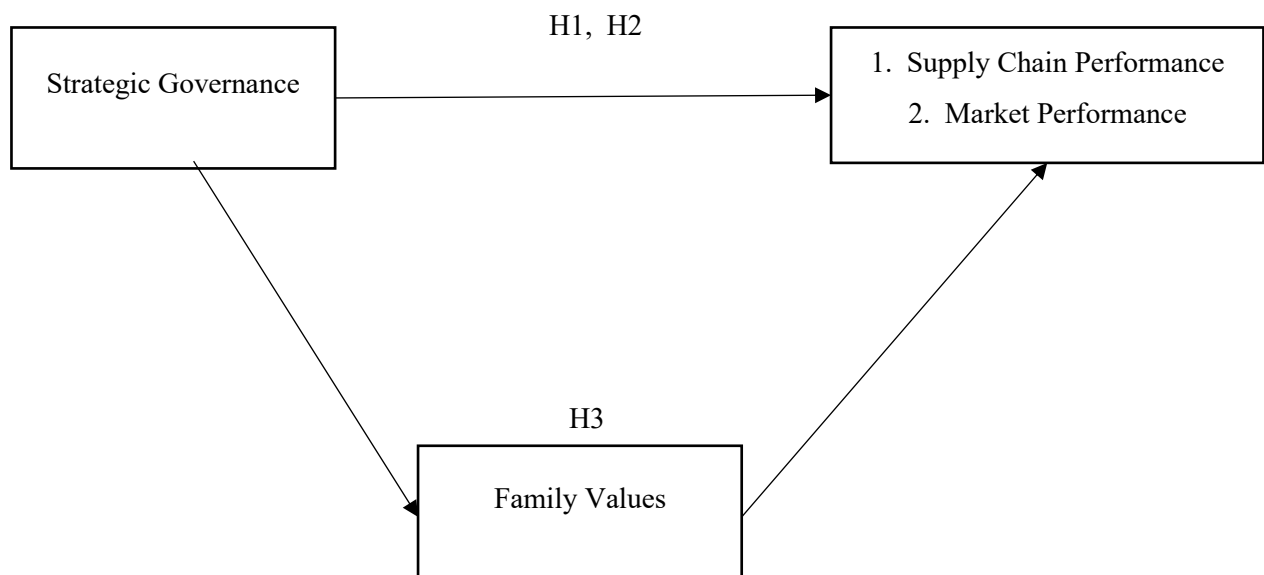 H1, H2
Strategic Governance
1. Supply Chain Performance
2. Market Performance
H3
Family Values